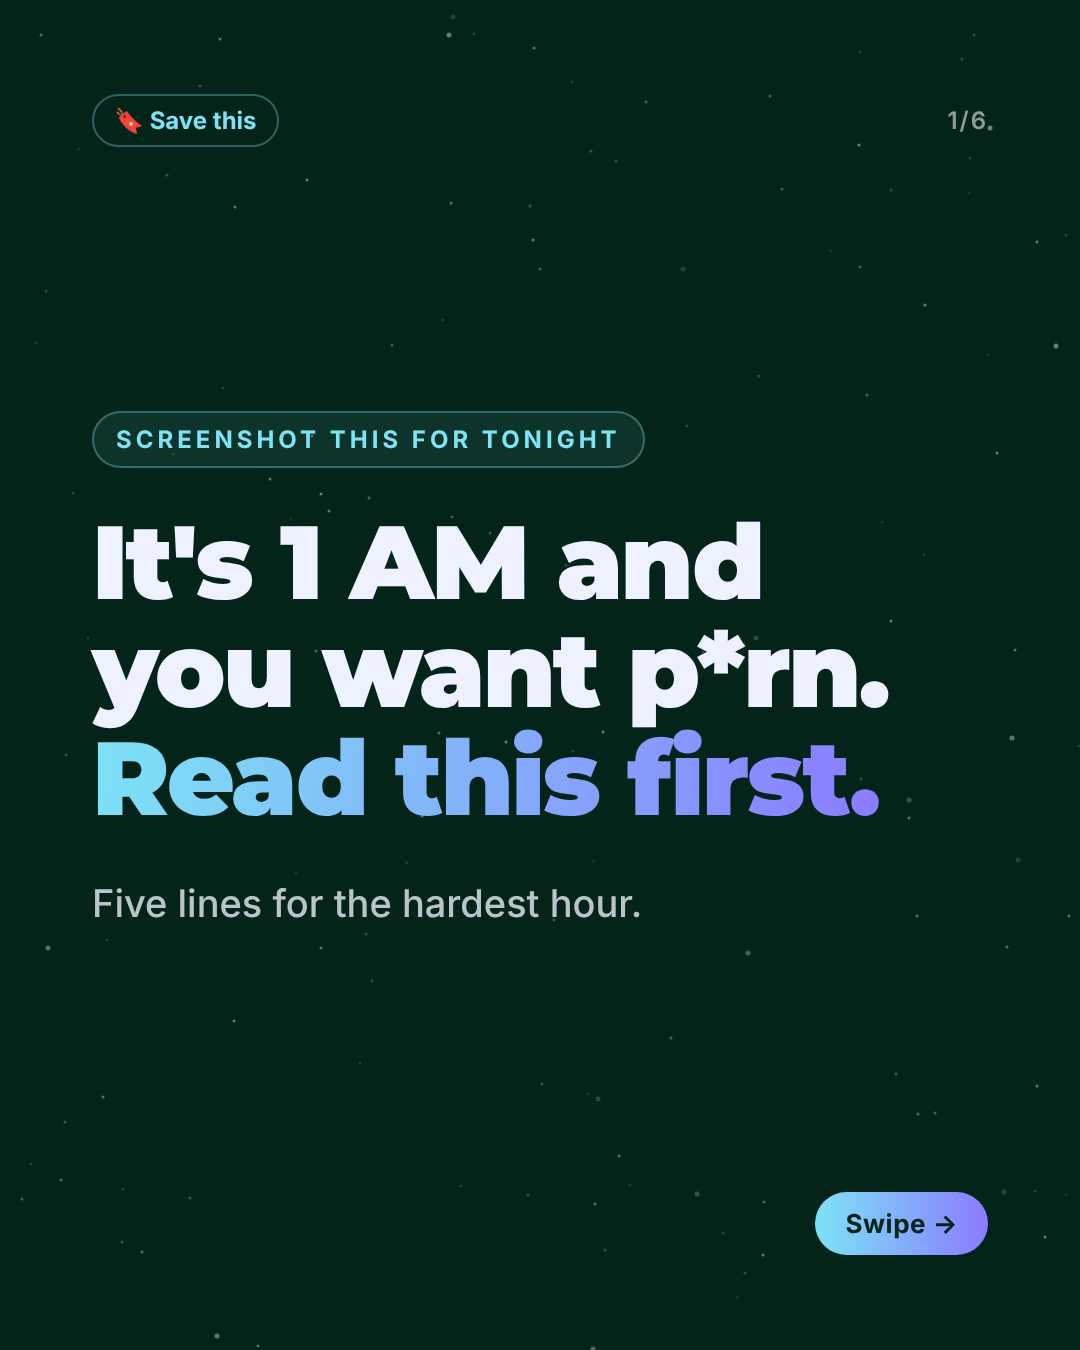 🔖 Save this
1/6.
SCREENSHOT THIS FOR TONIGHT
It's 1 AM and
you want p*rn.
Read this first.
Five lines for the hardest hour.
Swipe →